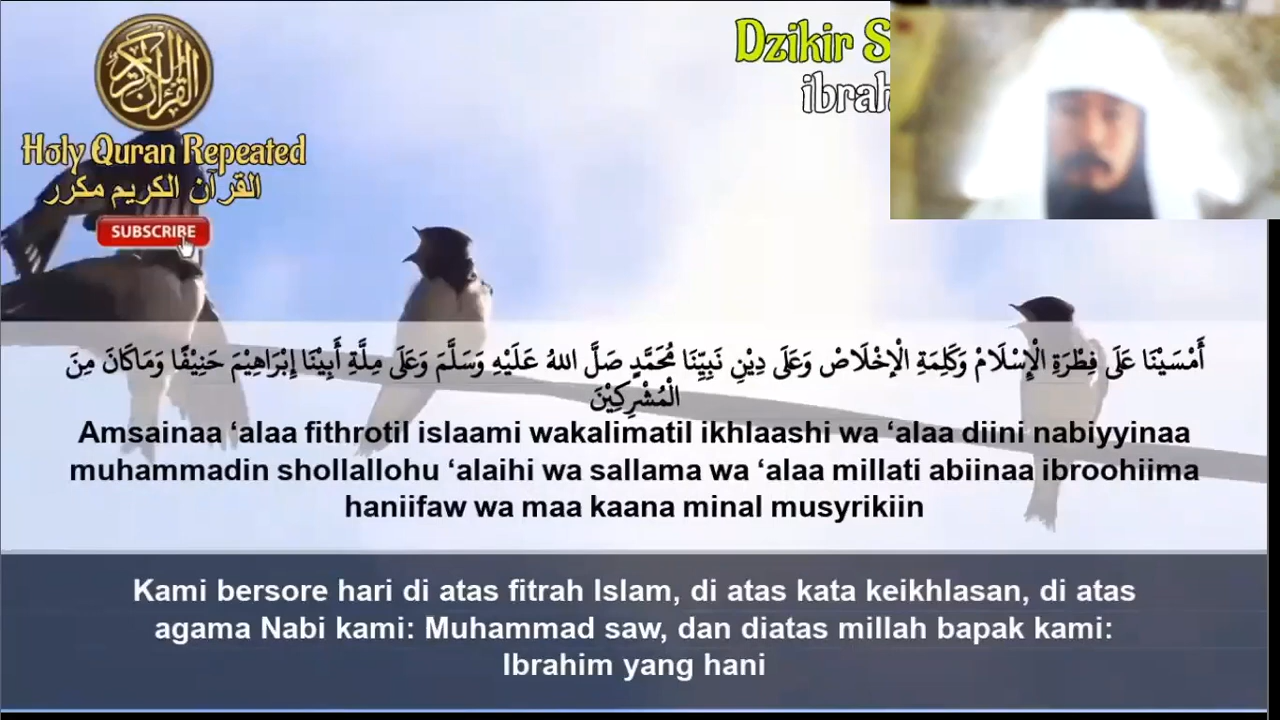 القرآن الكريم
Holy Quran Repeated
القرآن الكريم مكرر
SUBSCRIBE
Dzikir S
ibrah
أَمْسَيْنَا عَلَى فِطْرَةِ الْإِسْلَامْ وَكَلِمَةِ الْإِخْلَاصْ وَعَلَى دِيْنِ نَبِيِّنَا مُحَمَّدٍ صَلَّ اللهُ عَلَيْهِ وَسَلَّمَ وَعَلَى مِلَّةِ أَبِيْنَا إِبْرَاهِيْمَ حَنِيْفًا وَمَاكَانَ مِنَ
الْمُشْرِكِيْنَ
Amsainaa ‘alaa fithrotil islaami wakalimatil ikhlaashi wa ‘alaa diini nabiyyinaa
muhammadin shollallohu ‘alaihi wa sallama wa ‘alaa millati abiinaa ibroohiima
haniifaw wa maa kaana minal musyrikiin
Kami bersore hari di atas fitrah Islam, di atas kata keikhlasan, di atas
agama Nabi kami: Muhammad saw, dan diatas millah bapak kami:
Ibrahim yang hani